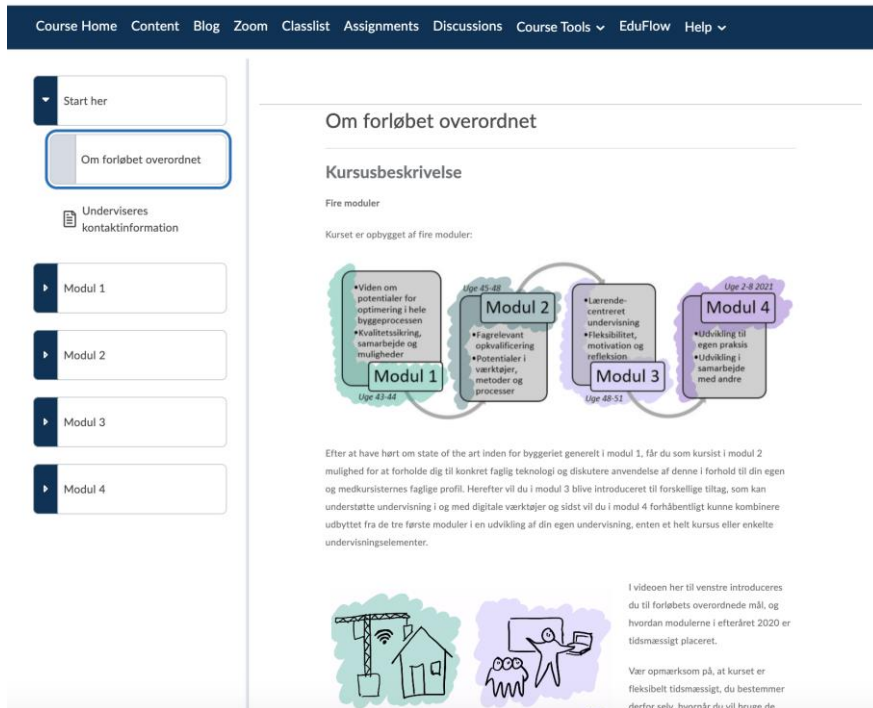 Course Home Content Blog Zoom Classlist Assignments Discussions Course Tools EduFlow Help
Start her
Om forløbet overordnet
Underviseres
kontaktinformation
Modul 1
Modul 2
Modul 3
Modul 4
Om forløbet overordnet
Kursusbeskrivelse
Fire moduler
Kurset er opbygget af fire moduler:
•Viden om
potentialer for
optimering i hele
byggeprocessen
•Kvalitetssikring,
samarbejde og
muligheder
Modul 1
Uge 43-44
Uge 45-48
Modul 2
•Fagrelevant
opkvalificering
•Potentialer i
værktøjer,
metoder og
processer
•Lærende-
centreret
undervisning
•Fleksibilitet,
motivation og
refleksion
Modul 3
Uge 48-51
Uge 2-8 2021
Modul 4
•Udvikling til
egen praksis
•Udvikling i
samarbejde
med andre
Efter at have hørt om state of the art inden for byggeriet generelt i modul 1, får du som kursist i modul 2
mulighed for at forholde dig til konkret faglig teknologi og diskutere anvendelse af denne i forhold til din egen
og medkursisternes faglige profil. Herefter vil du i modul 3 blive introduceret til forskellige tiltag, som kan
understøtte undervisning i og med digitale værktøjer og sidst vil du i modul 4 forhåbentligt kunne kombinere
udbyttet fra de tre første moduler i en udvikling af din egen undervisning, enten et helt kursus eller enkelte
undervisningselementer.
I videoen her til venstre introduceres
du til forløbets overordnede mål, og
hvordan modulerne i efteråret 2020 er
tidsmæssigt placeret.
Vær opmærksom på, at kurset er
fleksibelt tidsmæssigt, du bestemmer
derfor selv, hvornår du vil bruge de